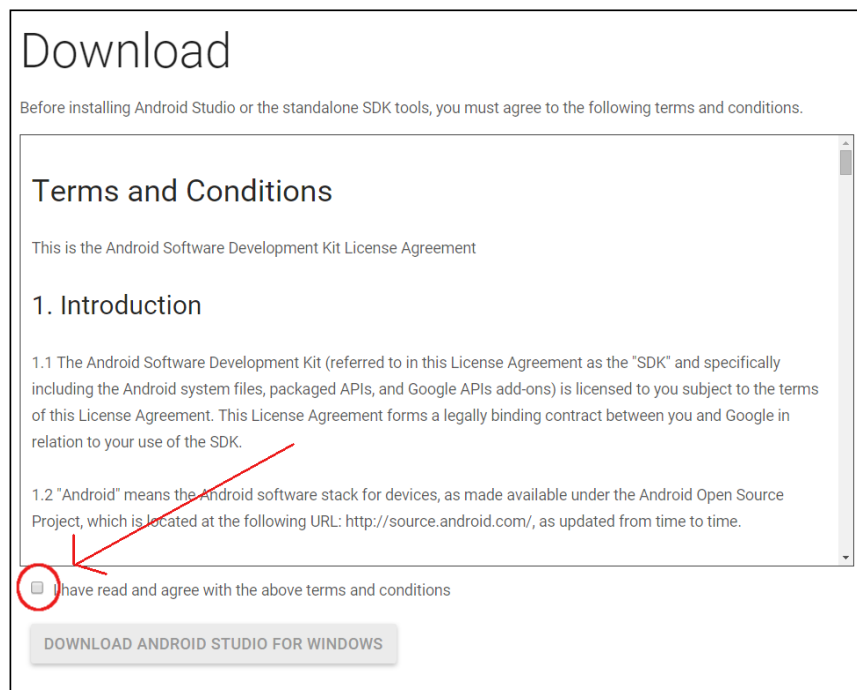 Download
Before installing Android Studio or the standalone SDK tools, you must agree to the following terms and conditions.
Terms and Conditions
This is the Android Software Development Kit License Agreement
1. Introduction
1.1 The Android Software Development Kit (referred to in this License Agreement as the "SDK" and specifically
including the Android system files, packaged APIs, and Google APIs add-ons) is licensed to you subject to the terms
of this License Agreement. This License Agreement forms a legally binding contract between you and Google in
relation to your use of the SDK.
1.2 "Android" means the Android software stack for devices, as made available under the Android Open Source
Project, which is located at the following URL: http://source.android.com/, as updated from time to time.
I have read and agree with the above terms and conditions
DOWNLOAD ANDROID STUDIO FOR WINDOWS